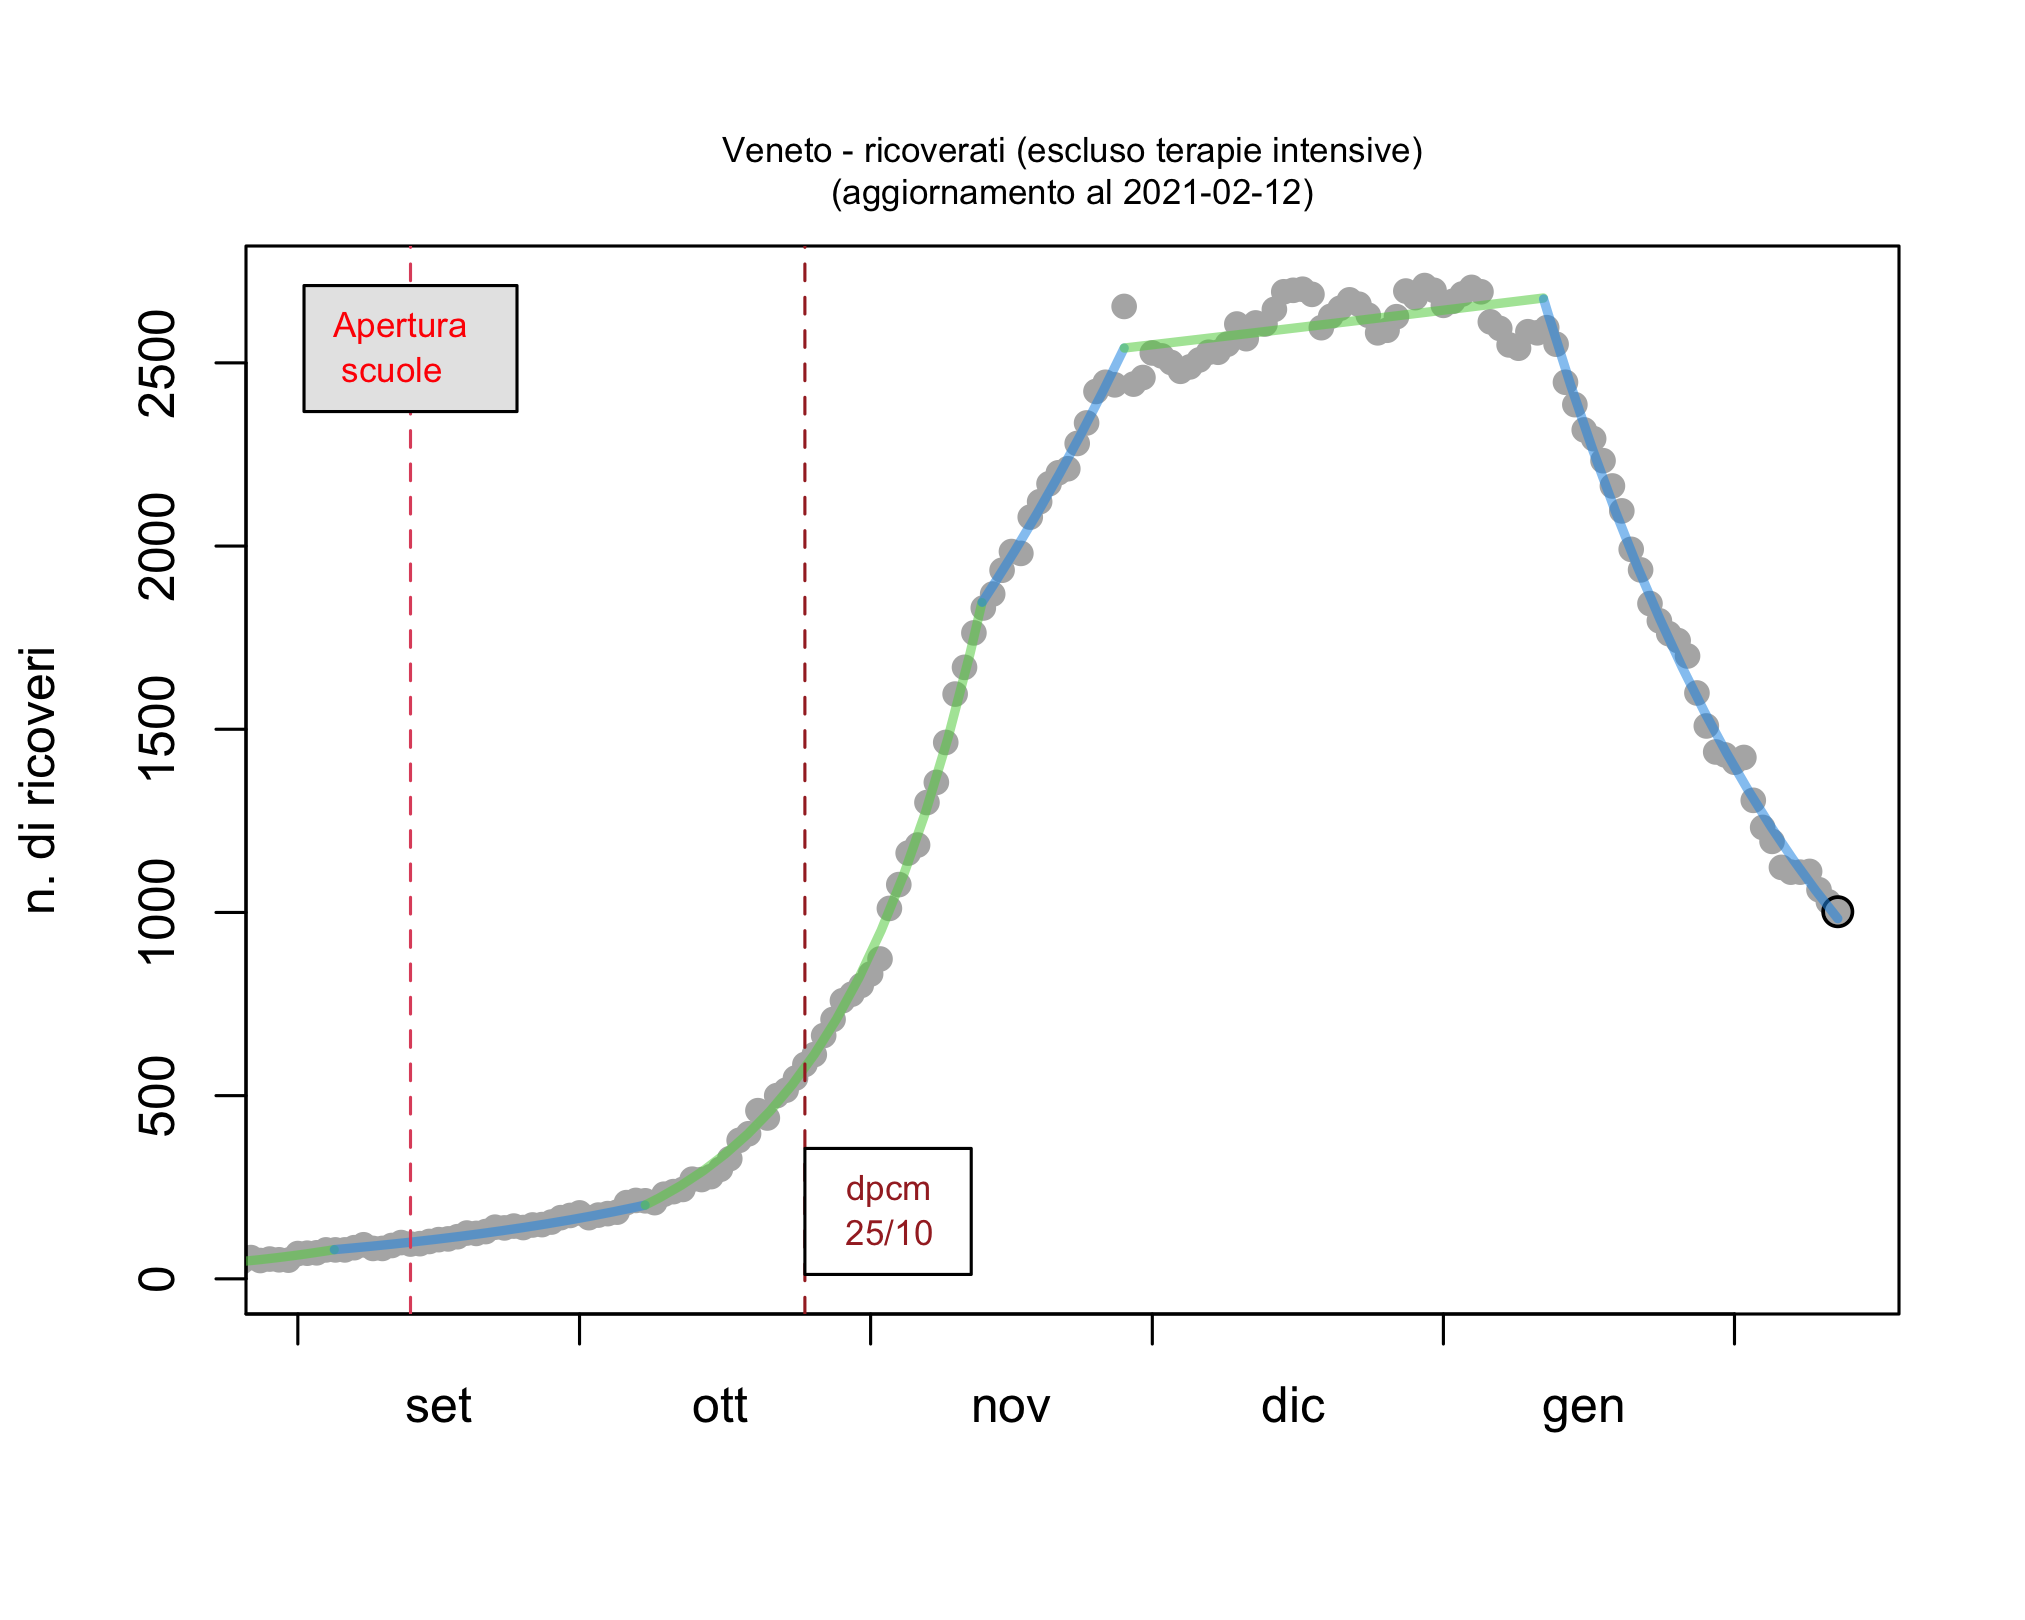 Veneto - ricoverati (escluso terapie intensive)
(aggiornamento al 2021-02-12)
Apertura
scuole
dpcm
25/10
n. di ricoveri
2500
2000
1500
1000
500
0
set ott nov dic gen